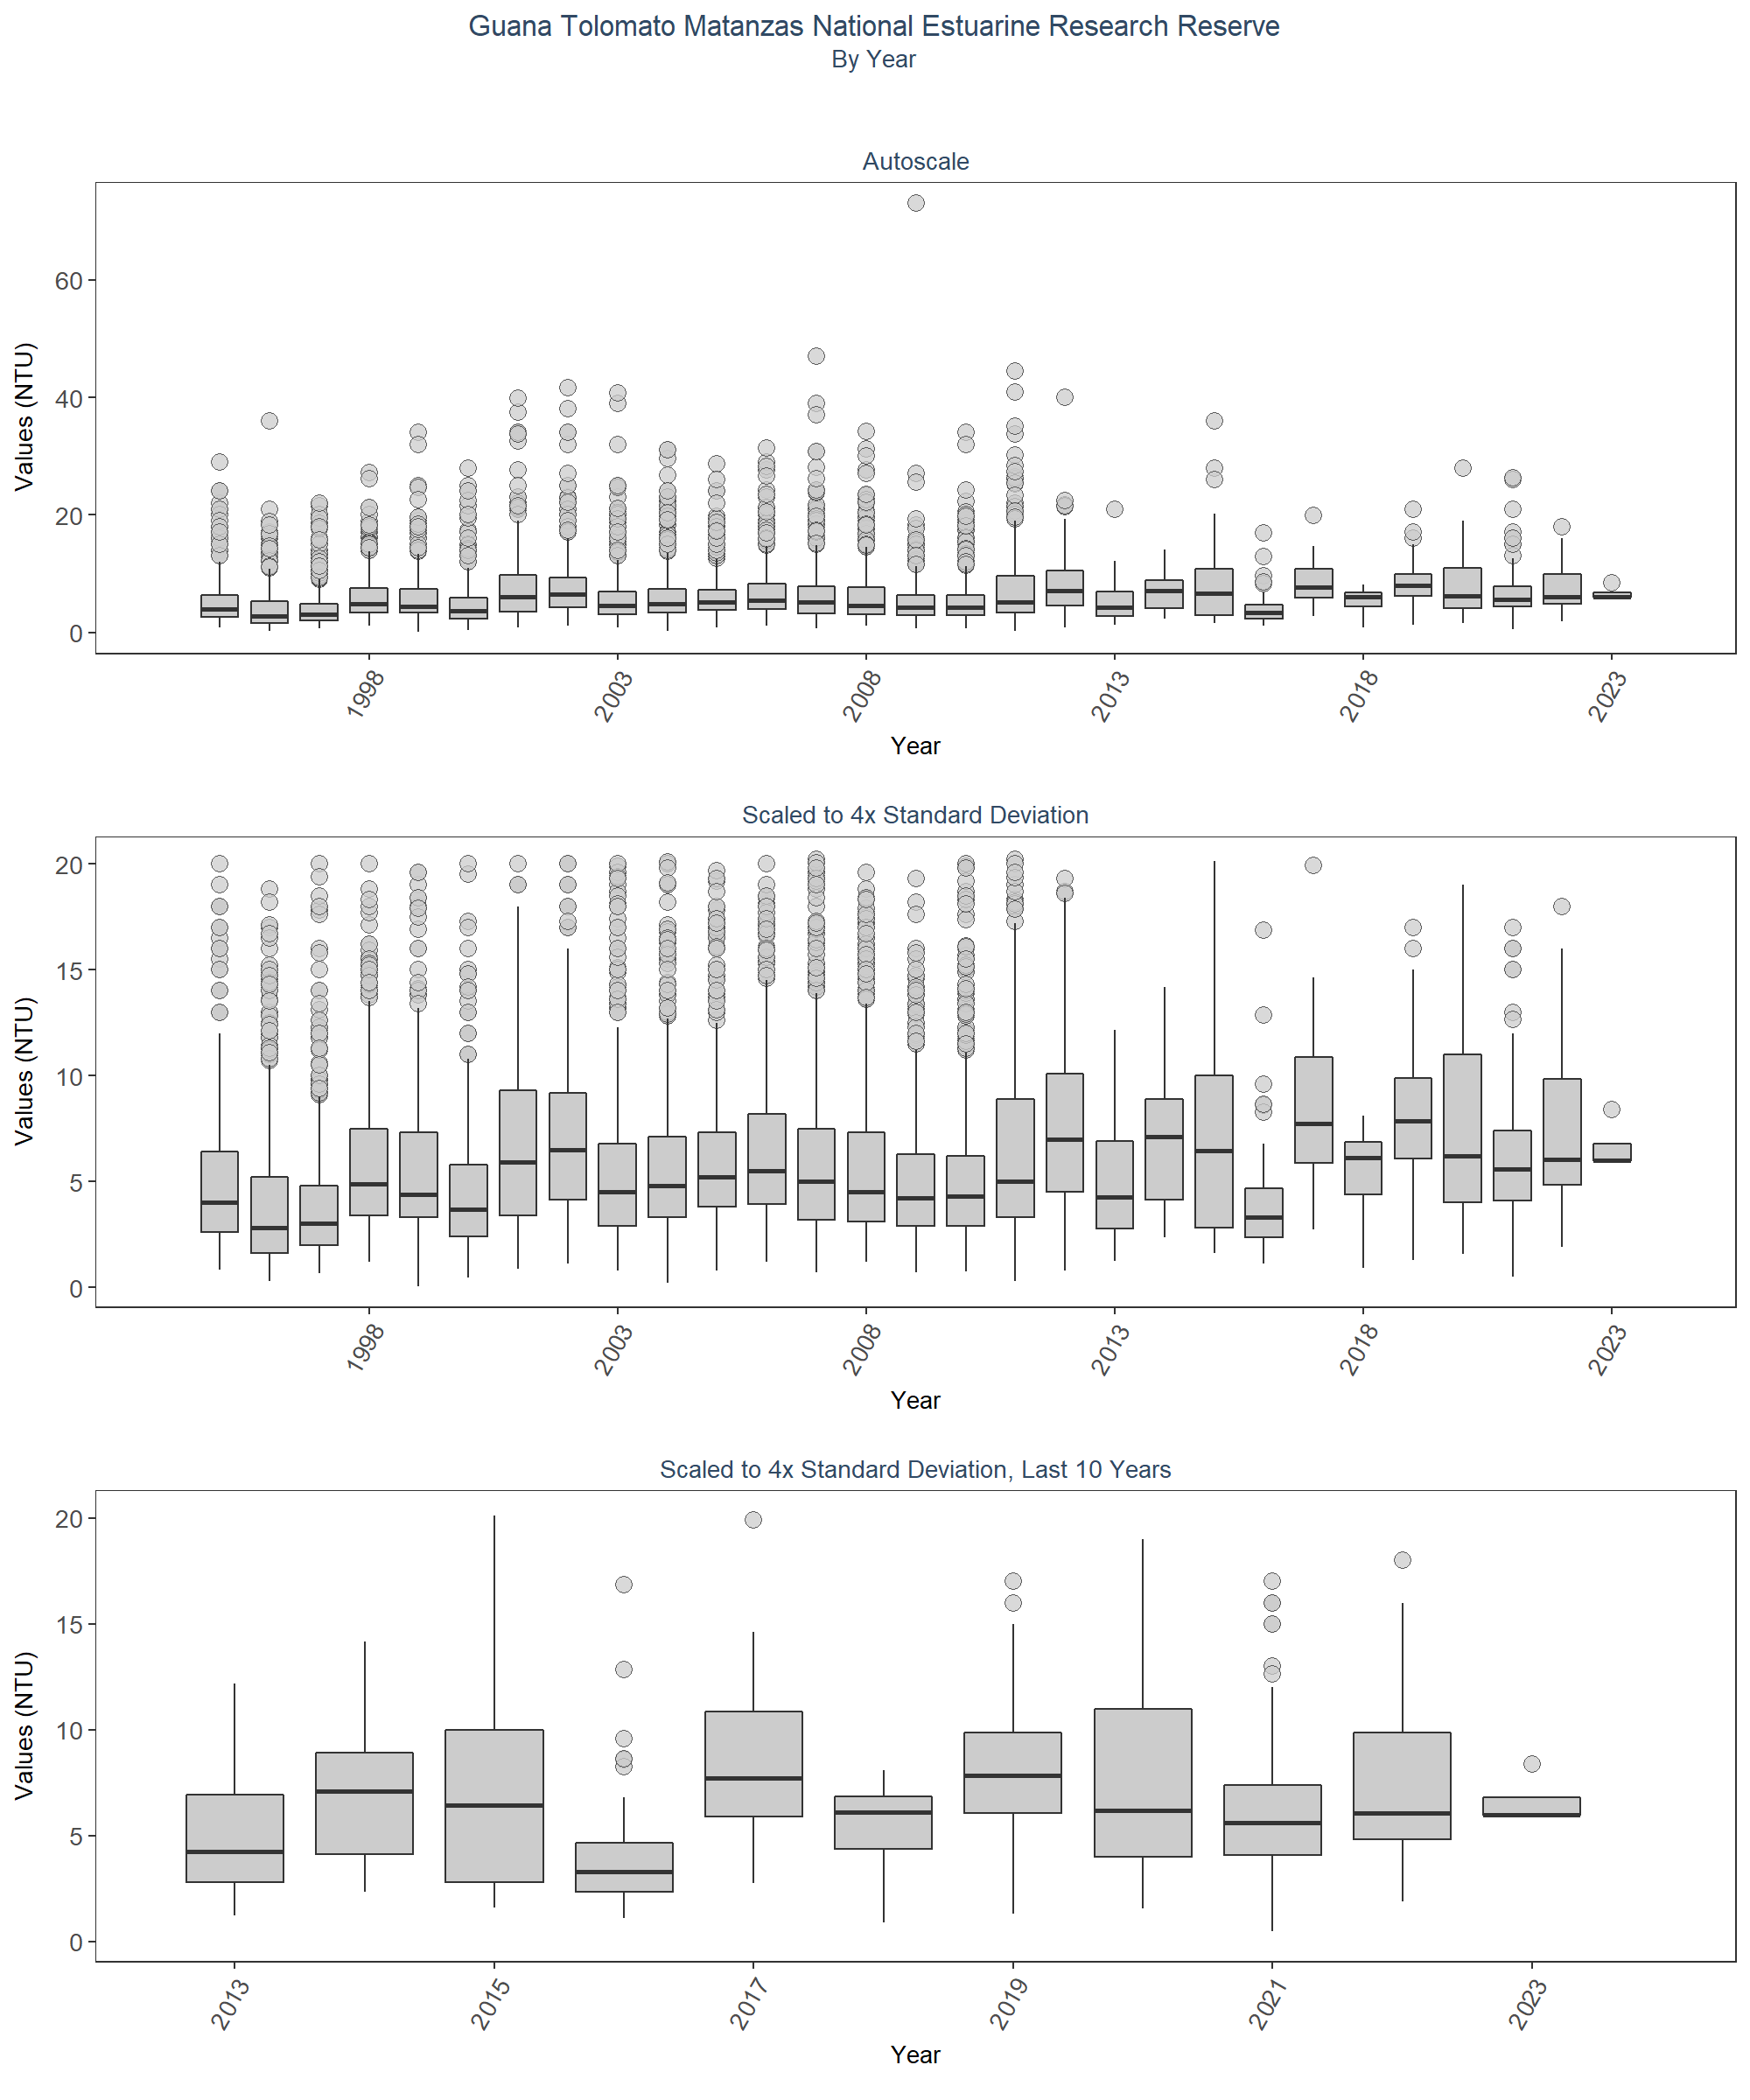 Guana Tolomato Matanzas National Estuarine Research Reserve
By Year
Autoscale
Values (NTU)
60
40
20
0
1998
2003
2008
2013
2018
2023
Year
Scaled to 4x Standard Deviation
Values (NTU)
20
15
10
5
0
1998
2003
2008
2013
2018
2023
Year
Scaled to 4x Standard Deviation, Last 10 Years
Values (NTU)
20
15
10
5
0
2013
2015
2017
2019
2021
2023
Year